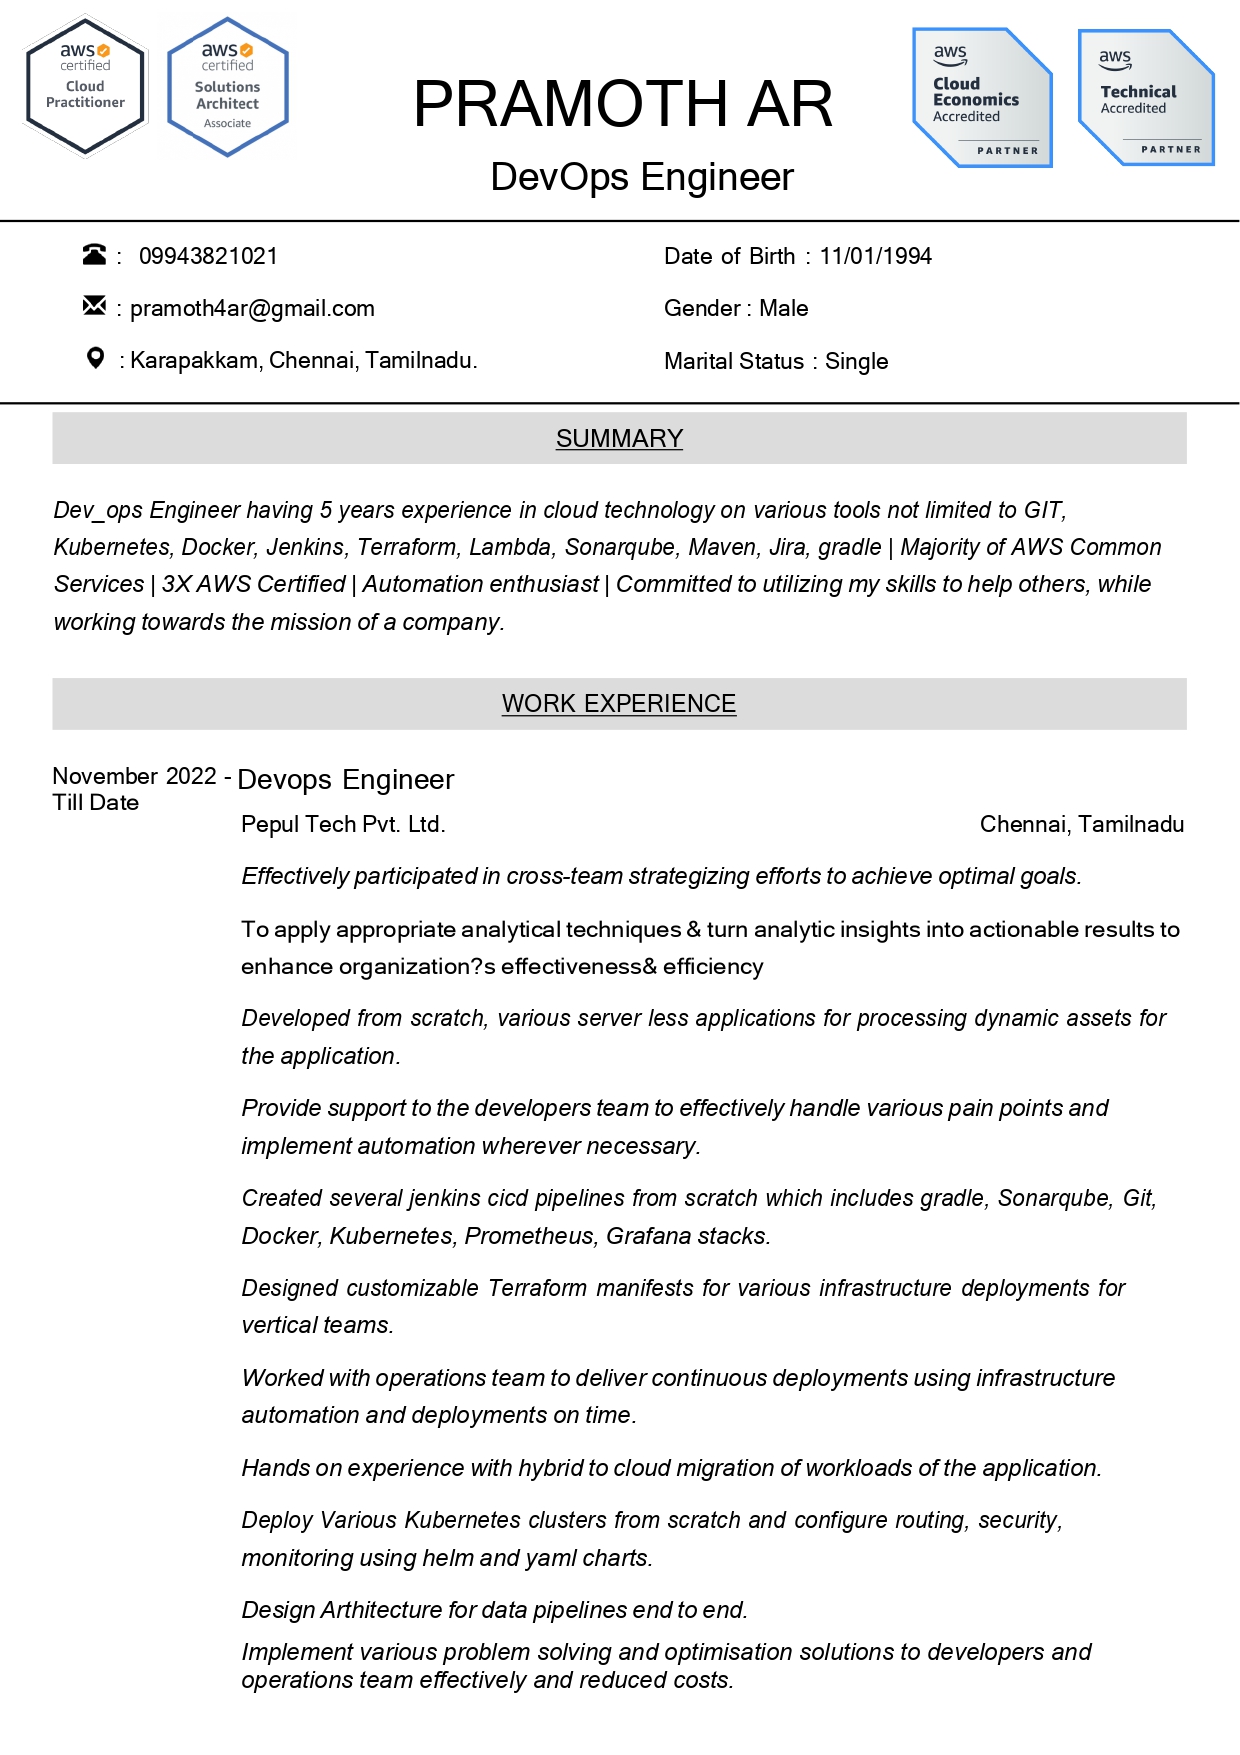 aws
certified
Cloud
Practitioner
aws
certified
Solutions
Architect
Associate
PRAMOTH AR
DevOps Engineer
aws
Cloud
Economics
Accredited
PARTNER
aws
Technical
Accredited
PARTNER
: 09943821021
Date of Birth : 11/01/1994
: pramoth4ar@gmail.com
Gender : Male
: Karapakkam, Chennai, Tamilnadu.
Marital Status : Single
SUMMARY
Dev_ops Engineer having 5 years experience in cloud technology on various tools not limited to GIT,
Kubernetes, Docker, Jenkins, Terraform, Lambda, Sonarqube, Maven, Jira, gradle | Majority of AWS Common
Services | 3X AWS Certified | Automation enthusiast | Committed to utilizing my skills to help others, while
working towards the mission of a company.
WORK EXPERIENCE
November 2022 -
Till Date
Devops Engineer
Pepul Tech Pvt. Ltd.
Chennai, Tamilnadu
Effectively participated in cross-team strategizing efforts to achieve optimal goals.
To apply appropriate analytical techniques & turn analytic insights into actionable results to
enhance organization?s effectiveness& efficiency
Developed from scratch, various server less applications for processing dynamic assets for
the application.
Provide support to the developers team to effectively handle various pain points and
implement automation wherever necessary.
Created several jenkins cicd pipelines from scratch which includes gradle, Sonarqube, Git,
Docker, Kubernetes, Prometheus, Grafana stacks.
Designed customizable Terraform manifests for various infrastructure deployments for
vertical teams.
Worked with operations team to deliver continuous deployments using infrastructure
automation and deployments on time.
Hands on experience with hybrid to cloud migration of workloads of the application.
Deploy Various Kubernetes clusters from scratch and configure routing, security,
monitoring using helm and yaml charts.
Design Arthitecture for data pipelines end to end.
Implement various problem solving and optimisation solutions to developers and
operations team effectively and reduced costs.